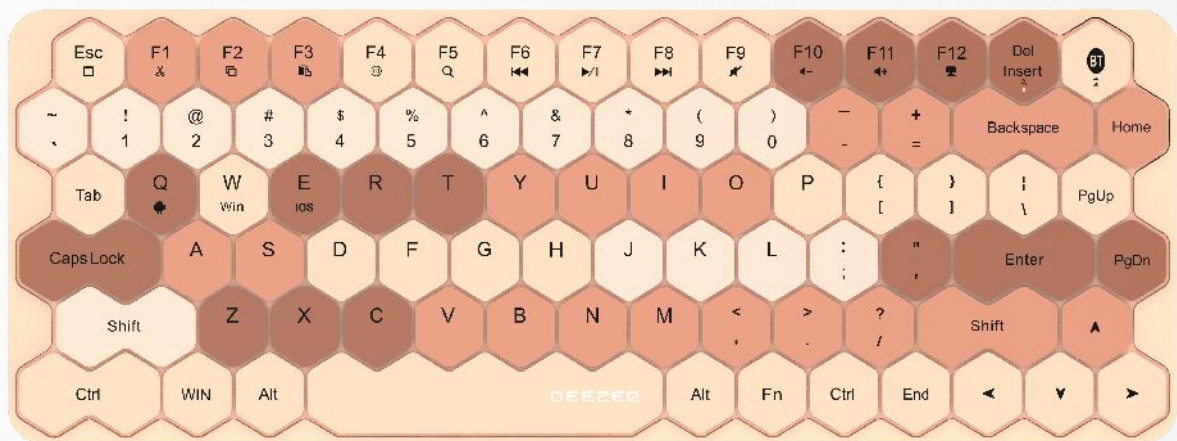 Esc F1 F2 F3 F4 F5 F6 F7 F8 F9 F10 F11 F12 Del BT
Insert
~ ! @ # $ % ^ & * ( ) — + Backspace Home
` 1 2 3 4 5 6 7 8 9 0 - =
Tab Q W E R T Y U I O P { } ¦ PgUp
Win iOS [ ] \
Caps Lock A S D F G H J K L : " Enter PgDn
; ,
Shift Z X C V B N M < > ? Shift
, . /
Ctrl WIN Alt GEEZER Alt Fn Ctrl End